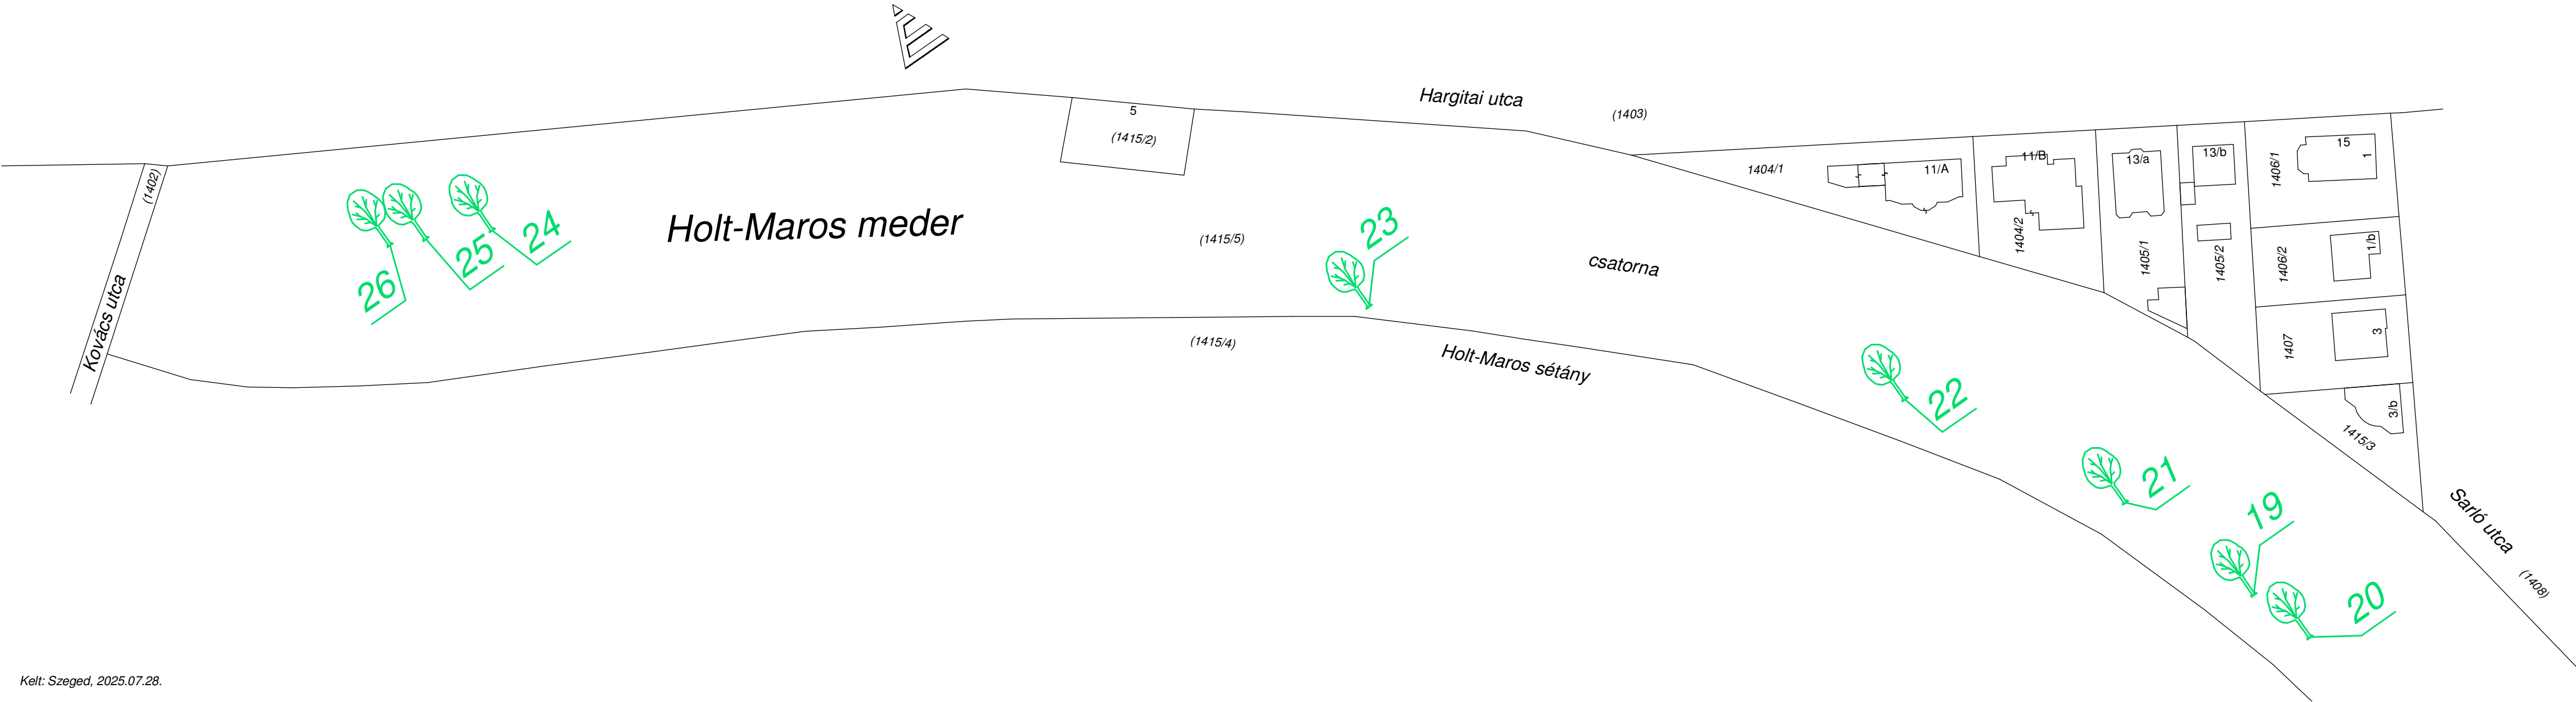 Hargitai utca
(1403)
5
(1415/2)
1404/1
11/A
11/B
1404/2
13/a
1405/1
13/b
1405/2
1406/1
15
1
1406/2
1/b
1407
3
3/b
1415/3
(1402)
Kovács utca
26
25
24
Holt-Maros meder
(1415/5)
23
csatorna
(1415/4)
Holt-Maros sétány
22
21
19
20
Sarló utca
(1408)
Kelt: Szeged, 2025.07.28.